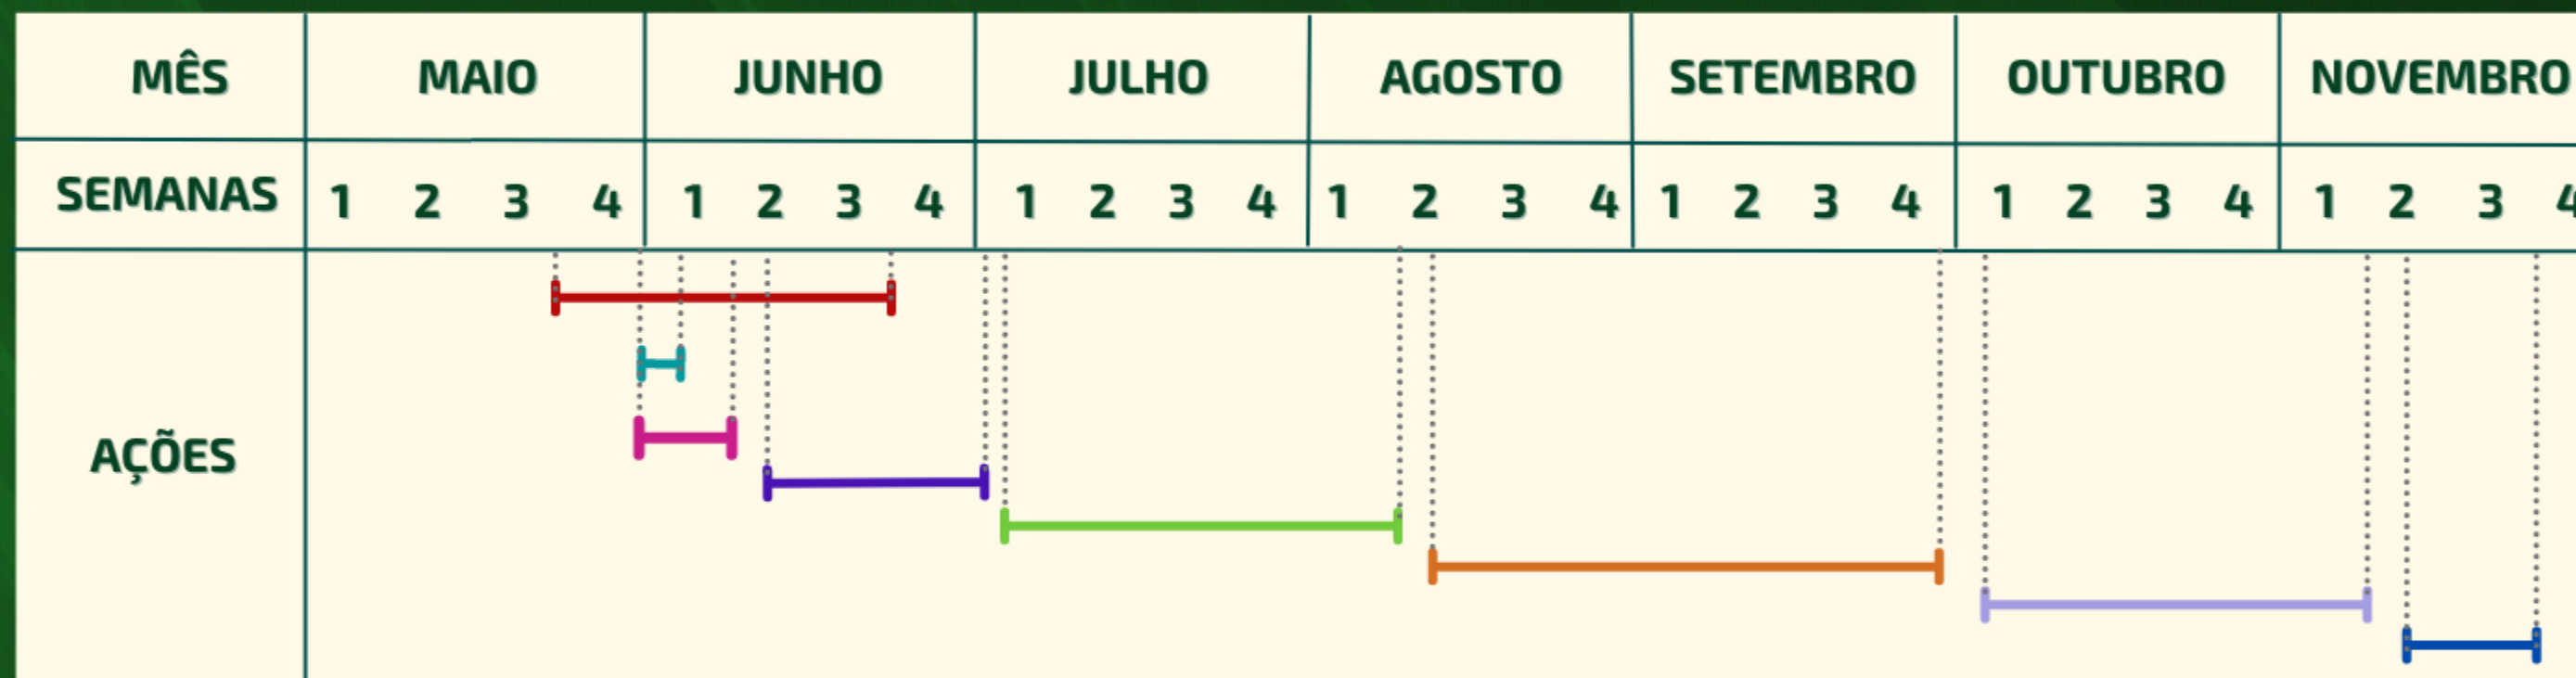 MÊS MAIO JUNHO JULHO AGOSTO SETEMBRO OUTUBRO NOVEMBRO
SEMANAS 1 2 3 4 1 2 3 4 1 2 3 4 1 2 3 4 1 2 3 4 1 2 3 4 1 2 3 4
AÇÕES